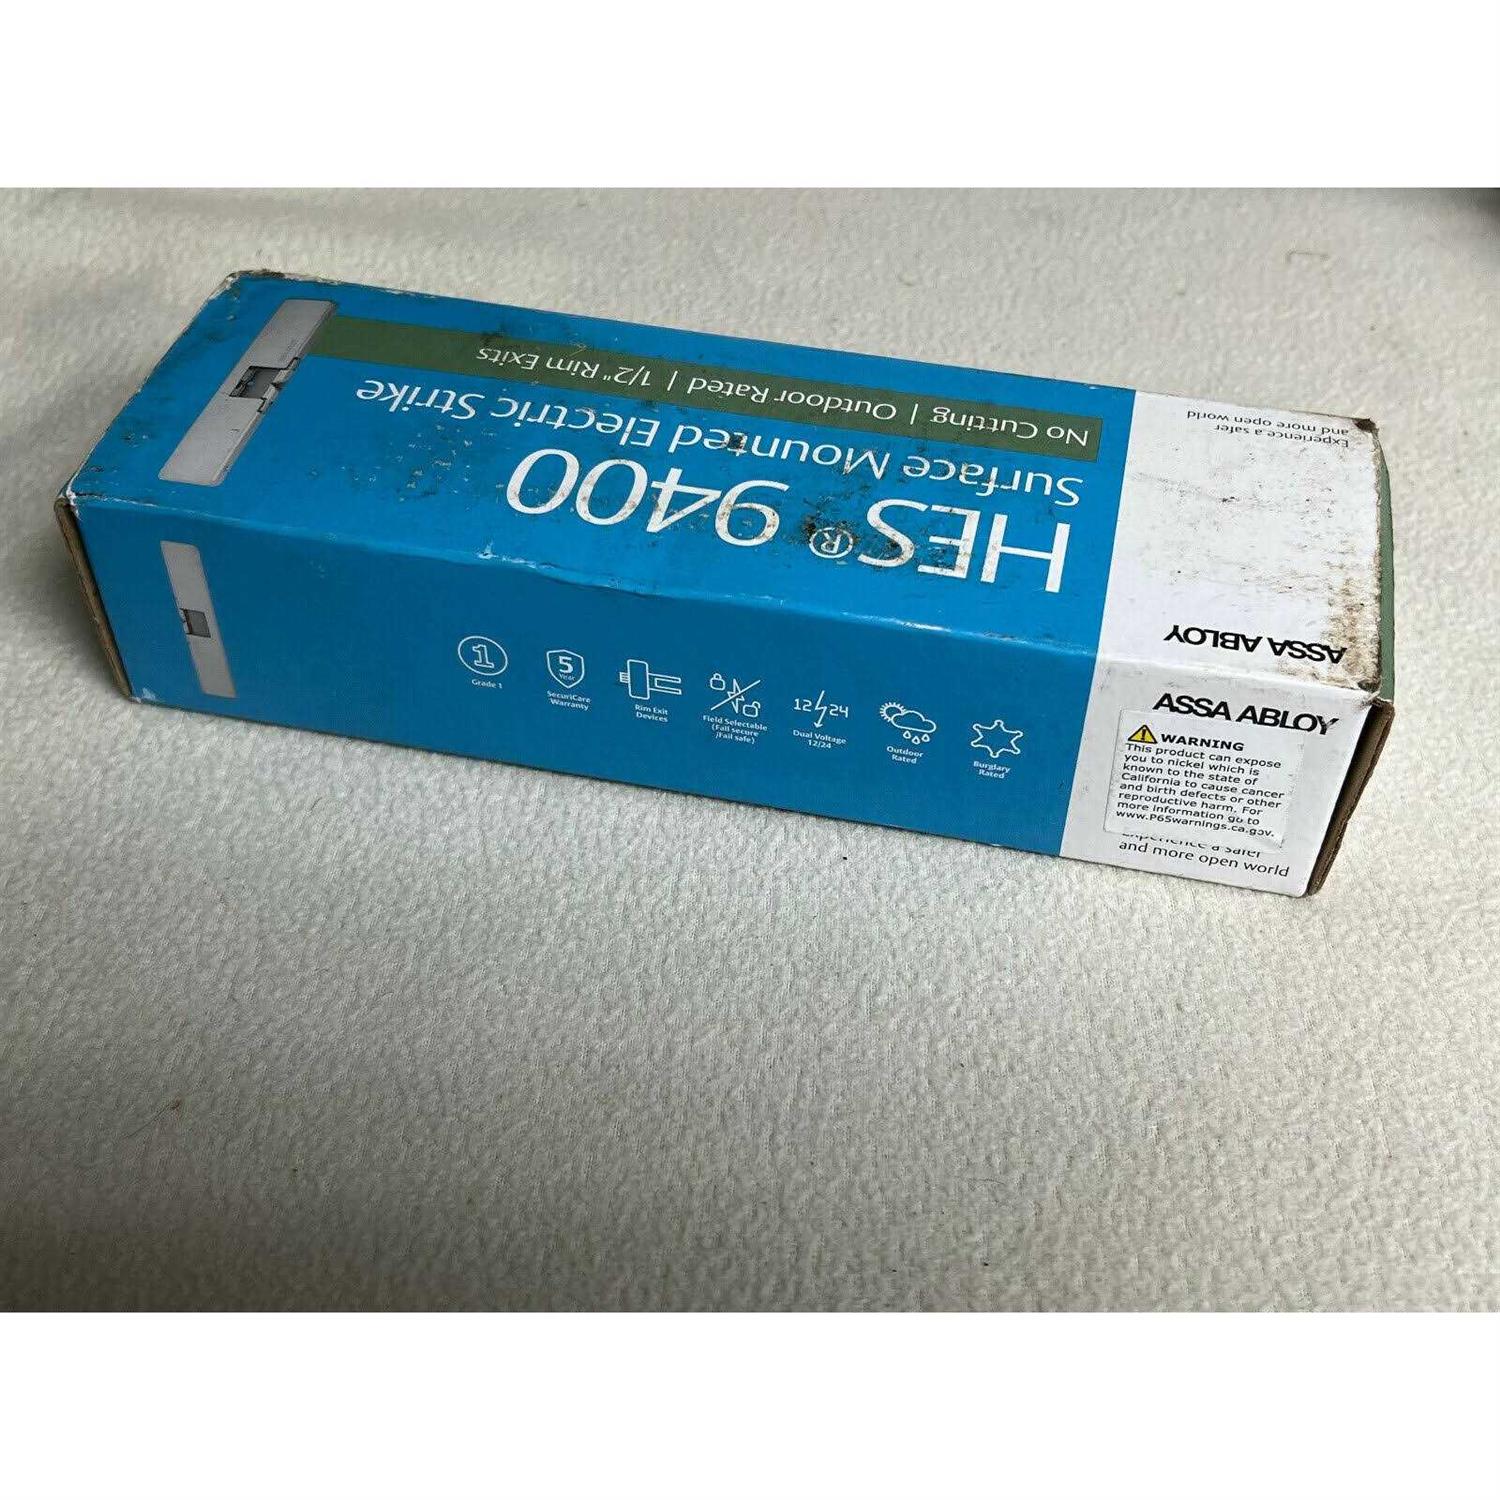 HES® 9400
Surface Mounted Electric Strike
No Cutting | Outdoor Rated | 1/2" Rim Exits
ASSA ABLOY
Experience a safer
and more open world
1
Grade 1
5
Year
SecuriCare
Warranty
Rim Exit
Devices
Field Selectable
(Fail secure
/Fail safe)
12 24
Dual Voltage
12/24
Outdoor
Rated
Burglary
Rated
ASSA ABLOY
WARNING
This product can expose
you to nickel which is
known to the state of
California to cause cancer
and birth defects or other
reproductive harm. For
more information go to
www.P65warnings.ca.gov.
Experience a safer
and more open world